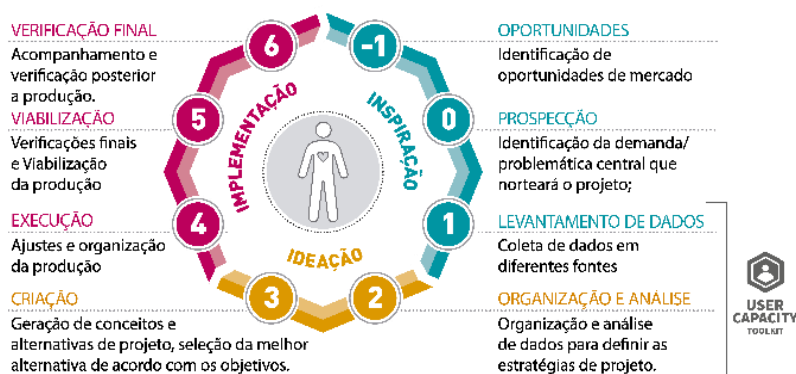 VERIFICAÇÃO FINAL
Acompanhamento e
verificação posterior
a produção.
VIABILIZAÇÃO
Verificações finais
e Viabilização
da produção
EXECUÇÃO
Ajustes e organização
da produção
CRIAÇÃO
Geração de conceitos e
alternativas de projeto, seleção da melhor
alternativa de acordo com os objetivos.
6
-1
5
0
4
1
3
2
IMPLEMENTAÇÃO
INSPIRAÇÃO
IDEAÇÃO
OPORTUNIDADES
Identificação de
oportunidades de mercado
PROSPECÇÃO
Identificação da demanda/
problemática central que
norteará o projeto;
LEVANTAMENTO DE DADOS
Coleta de dados em
diferentes fontes
ORGANIZAÇÃO E ANÁLISE
Organização e análise
de dados para definir as
estratégias de projeto.
USER
CAPACITY
TOOLKIT